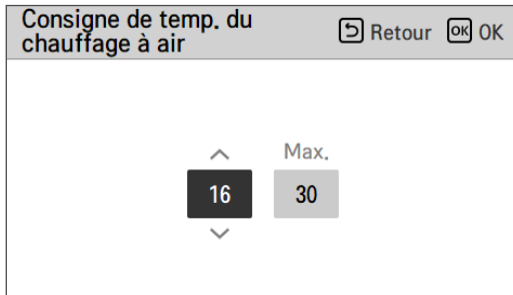 Consigne de temp. du
chauffage à air
Retour OK OK
Max.
16 30